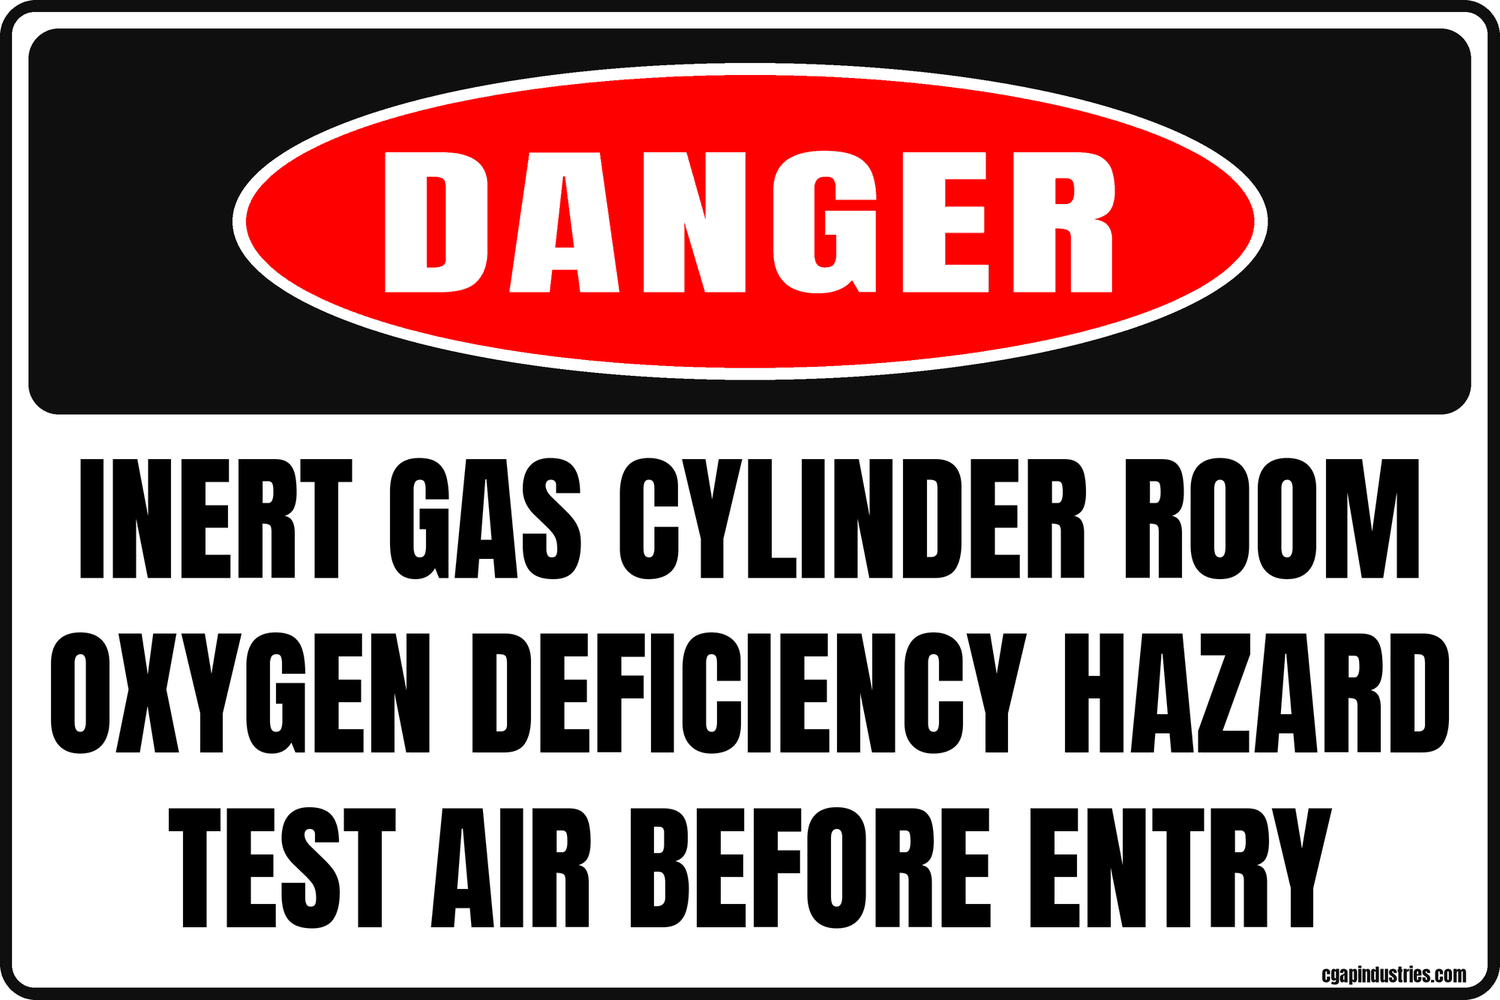 DANGER
INERT GAS CYLINDER ROOM
OXYGEN DEFICIENCY HAZARD
TEST AIR BEFORE ENTRY
cgapindustries.com